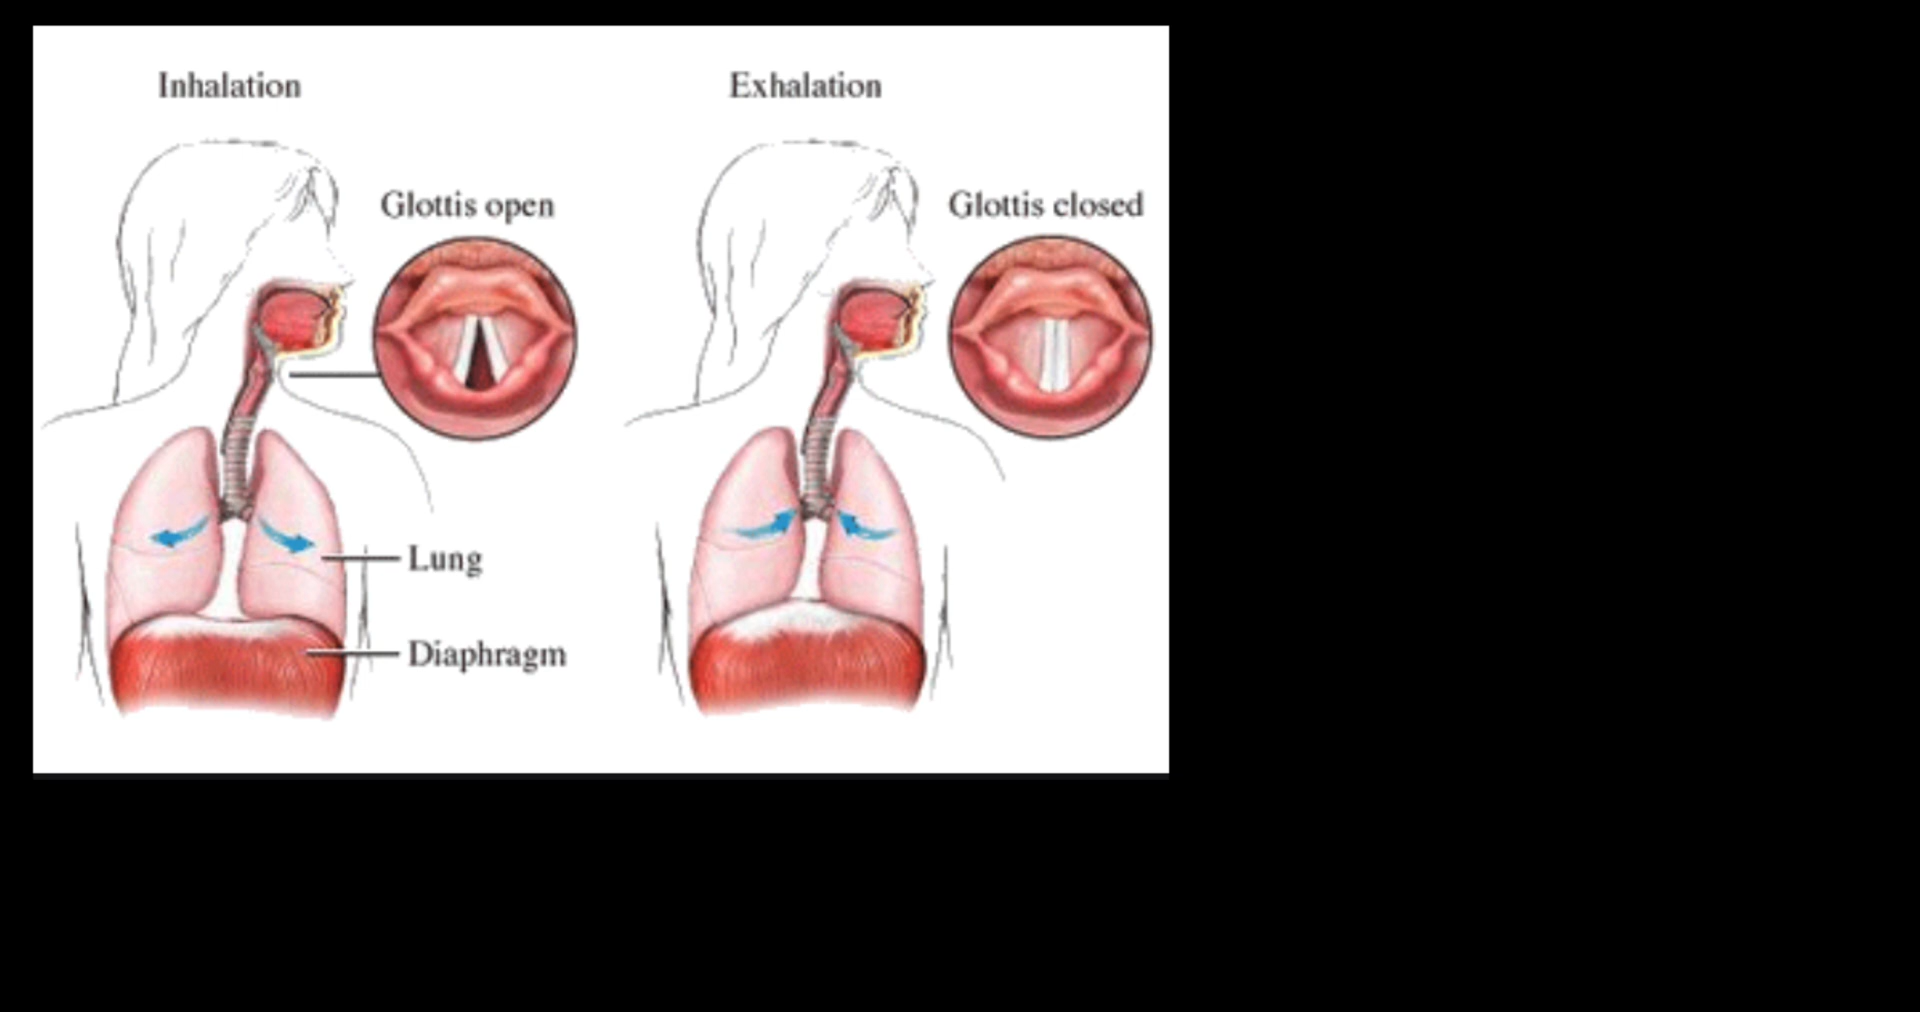 Inhalation
Exhalation
Glottis open
Glottis closed
Lung
Diaphragm